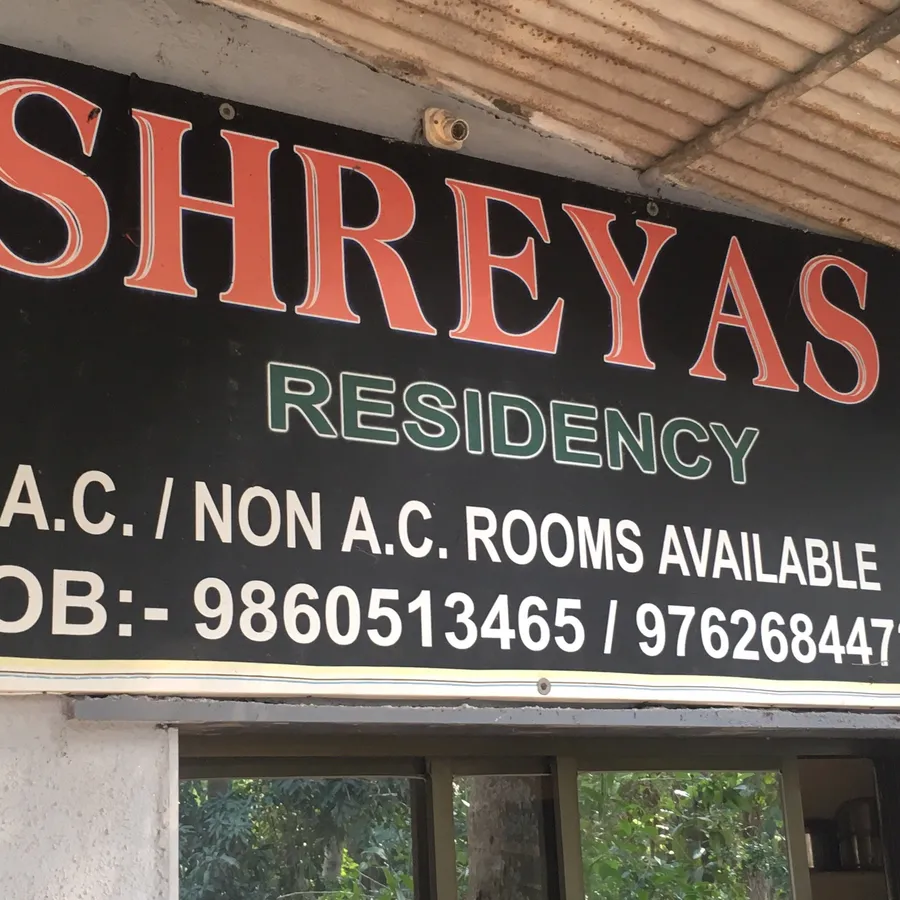 SHREYAS
RESIDENCY
A.C. / NON A.C. ROOMS AVAILABLE
OB:- 9860513465 / 976268447